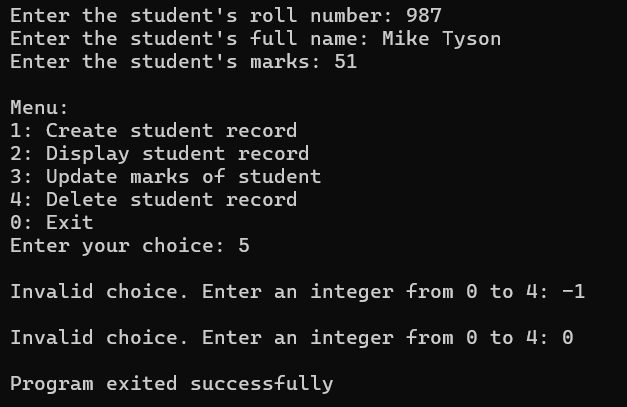 Enter the student's roll number: 987
Enter the student's full name: Mike Tyson
Enter the student's marks: 51
Menu:
1: Create student record
2: Display student record
3: Update marks of student
4: Delete student record
0: Exit
Enter your choice: 5
Invalid choice. Enter an integer from 0 to 4: -1
Invalid choice. Enter an integer from 0 to 4: 0
Program exited successfully